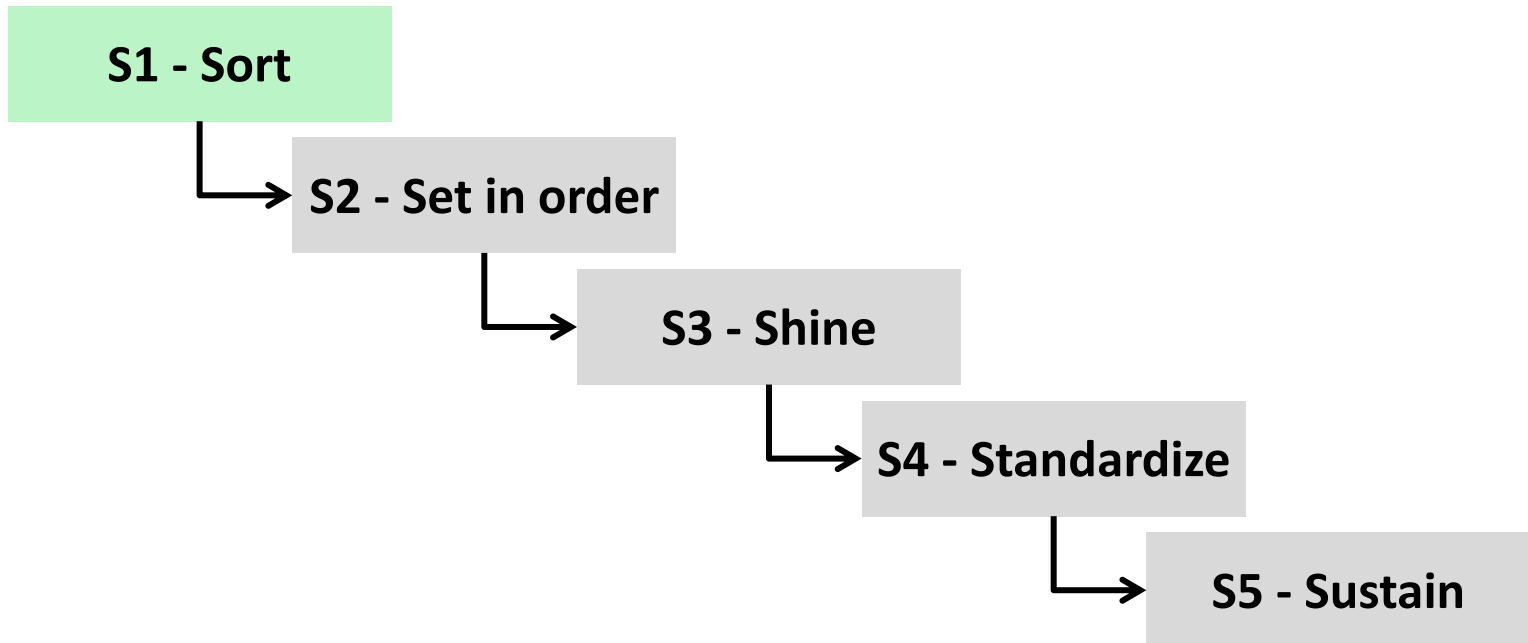 S1 - Sort
S2 - Set in order
S3 - Shine
S4 - Standardize
S5 - Sustain